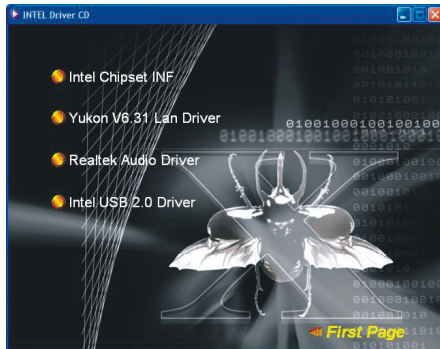 INTEL Driver CD
Intel Chipset INF
Yukon V6.31 Lan Driver
Realtek Audio Driver
Intel USB 2.0 Driver
First Page